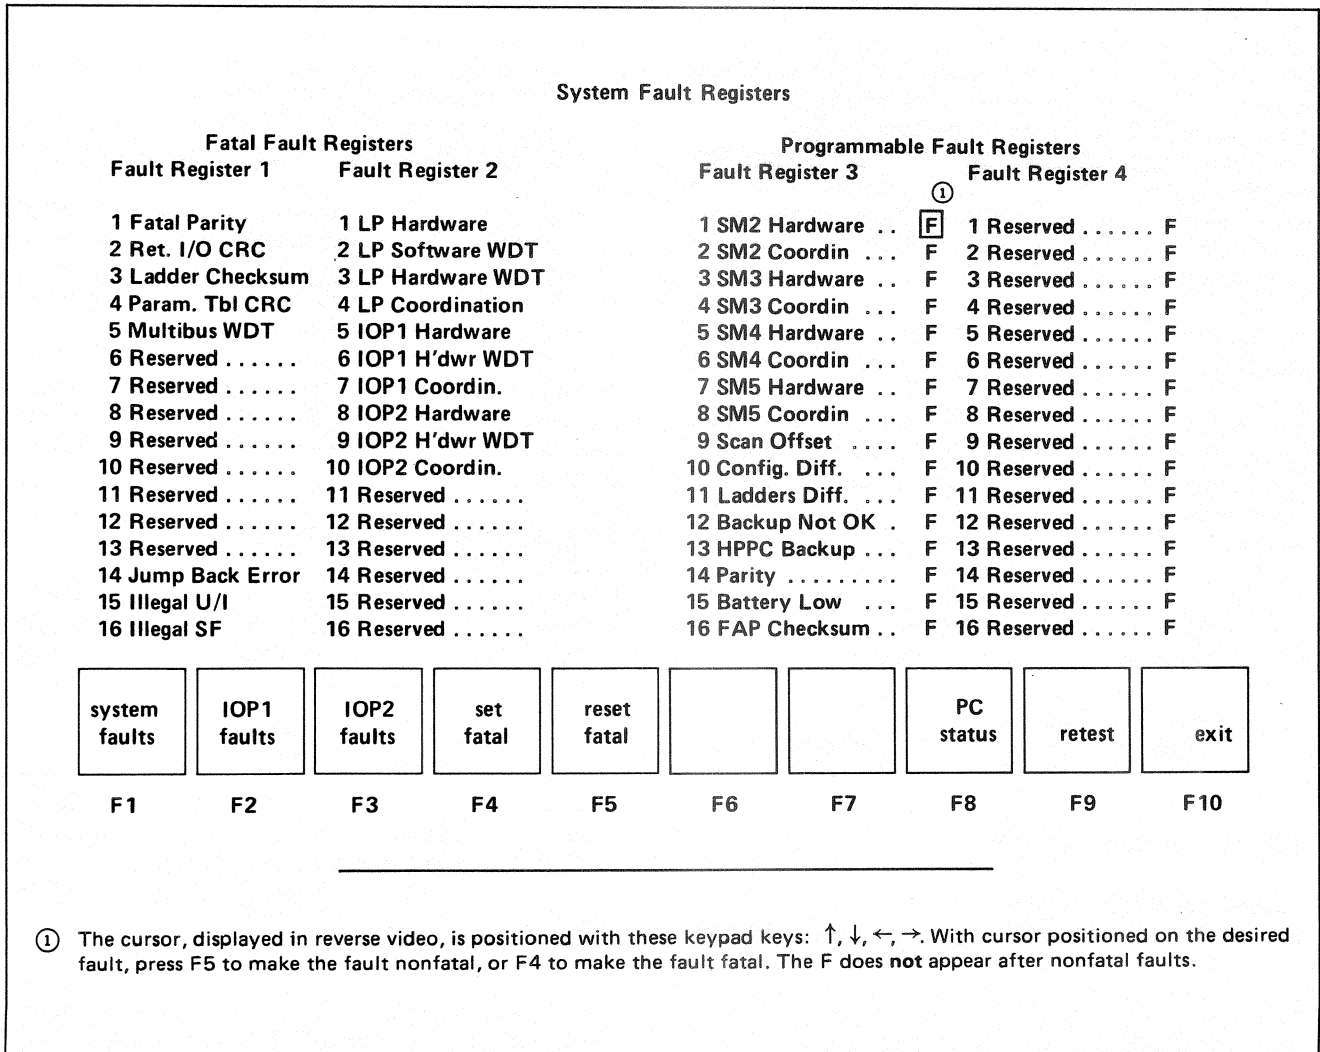 System Fault Registers
Fatal Fault Registers
Programmable Fault Registers
Fault Register 1 Fault Register 2 Fault Register 3 Fault Register 4
①
1 Fatal Parity 1 LP Hardware 1 SM2 Hardware .. F 1 Reserved ...... F
2 Ret. I/O CRC 2 LP Software WDT 2 SM2 Coordin ... F 2 Reserved ...... F
3 Ladder Checksum 3 LP Hardware WDT 3 SM3 Hardware .. F 3 Reserved ...... F
4 Param. Tbl CRC 4 LP Coordination 4 SM3 Coordin ... F 4 Reserved ...... F
5 Multibus WDT 5 IOP1 Hardware 5 SM4 Hardware .. F 5 Reserved ...... F
6 Reserved ...... 6 IOP1 H'dwr WDT 6 SM4 Coordin ... F 6 Reserved ...... F
7 Reserved ...... 7 IOP1 Coordin. 7 SM5 Hardware .. F 7 Reserved ...... F
8 Reserved ...... 8 IOP2 Hardware 8 SM5 Coordin ... F 8 Reserved ...... F
9 Reserved ...... 9 IOP2 H'dwr WDT 9 Scan Offset .... F 9 Reserved ...... F
10 Reserved ...... 10 IOP2 Coordin. 10 Config. Diff. ... F 10 Reserved ...... F
11 Reserved ...... 11 Reserved ...... 11 Ladders Diff. ... F 11 Reserved ...... F
12 Reserved ...... 12 Reserved ...... 12 Backup Not OK . F 12 Reserved ...... F
13 Reserved ...... 13 Reserved ...... 13 HPPC Backup ... F 13 Reserved ...... F
14 Jump Back Error 14 Reserved ...... 14 Parity ......... F 14 Reserved ...... F
15 Illegal U/I 15 Reserved ...... 15 Battery Low ... F 15 Reserved ...... F
16 Illegal SF 16 Reserved ...... 16 FAP Checksum .. F 16 Reserved ...... F
system IOP1 IOP2 set reset PC
faults faults faults fatal fatal status retest exit
F1 F2 F3 F4 F5 F6 F7 F8 F9 F10
① The cursor, displayed in reverse video, is positioned with these keypad keys: ↑, ↓, ←, →. With cursor positioned on the desired
fault, press F5 to make the fault nonfatal, or F4 to make the fault fatal. The F does not appear after nonfatal faults.